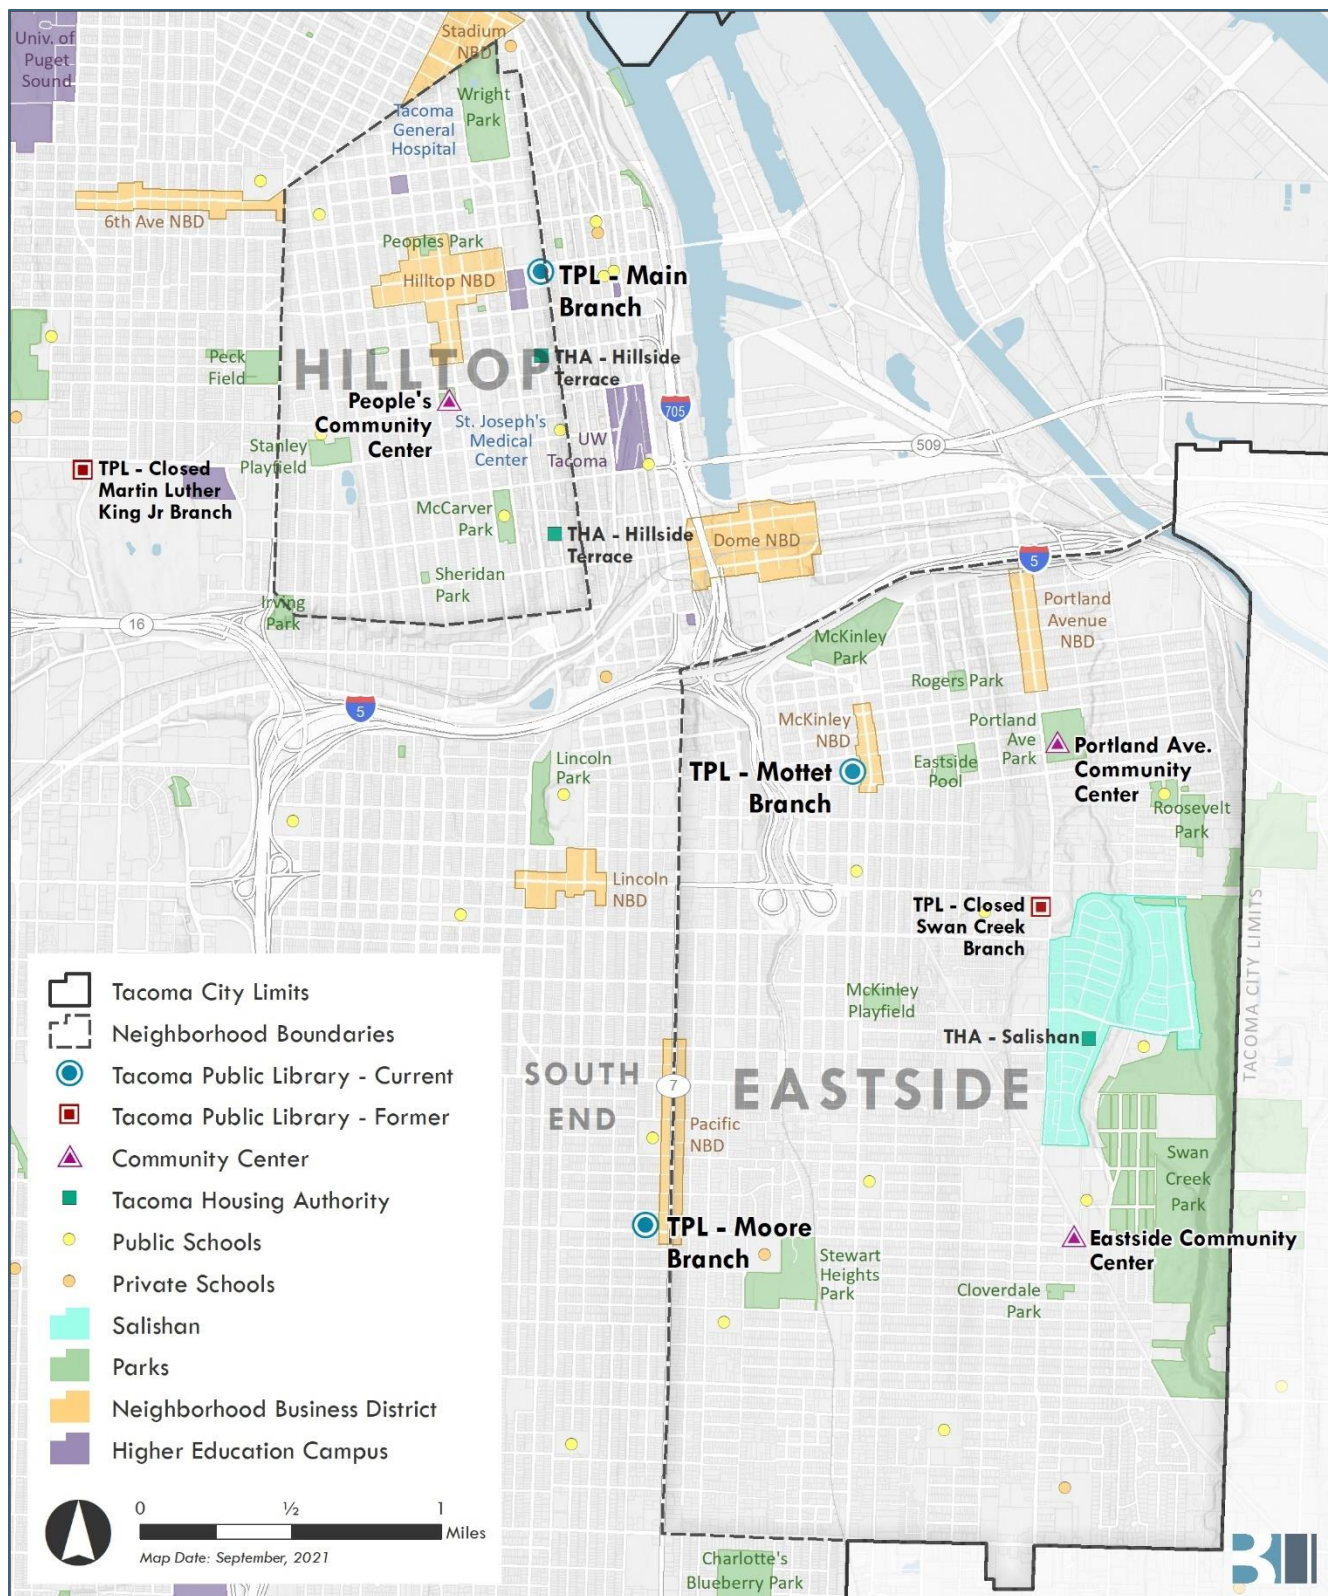 Univ. of
Puget
Sound
Stadium
NBD
Wright
Park
Tacoma
General
Hospital
6th Ave NBD
Peoples Park
Hilltop NBD
TPL - Main
Branch
HILLTOP
Peck
Field
THA - Hillside
Terrace
705
People's
Community
Center
St. Joseph's
Medical
Center
UW
Tacoma
509
Stanley
Playfield
TPL - Closed
Martin Luther
King Jr Branch
McCarver
Park
THA - Hillside
Terrace
Dome NBD
5
Sheridan
Park
Irving
Park
16
Portland
Avenue
NBD
McKinley
Park
Rogers Park
5
McKinley
NBD
Portland
Ave
Park
Portland Ave.
Community
Center
Lincoln
Park
TPL - Mottet
Branch
Eastside
Pool
Roosevelt
Park
Lincoln
NBD
TPL - Closed
Swan Creek
Branch
TACOMA CITY LIMITS
McKinley
Playfield
THA - Salishan
SOUTH
END
7
EASTSIDE
Pacific
NBD
Swan
Creek
Park
TPL - Moore
Branch
Stewart
Heights
Park
Eastside Community
Center
Cloverdale
Park
Charlotte's
Blueberry Park
Tacoma City Limits
Neighborhood Boundaries
Tacoma Public Library - Current
Tacoma Public Library - Former
Community Center
Tacoma Housing Authority
Public Schools
Private Schools
Salishan
Parks
Neighborhood Business District
Higher Education Campus
0 ½ 1
Miles
Map Date: September, 2021
B